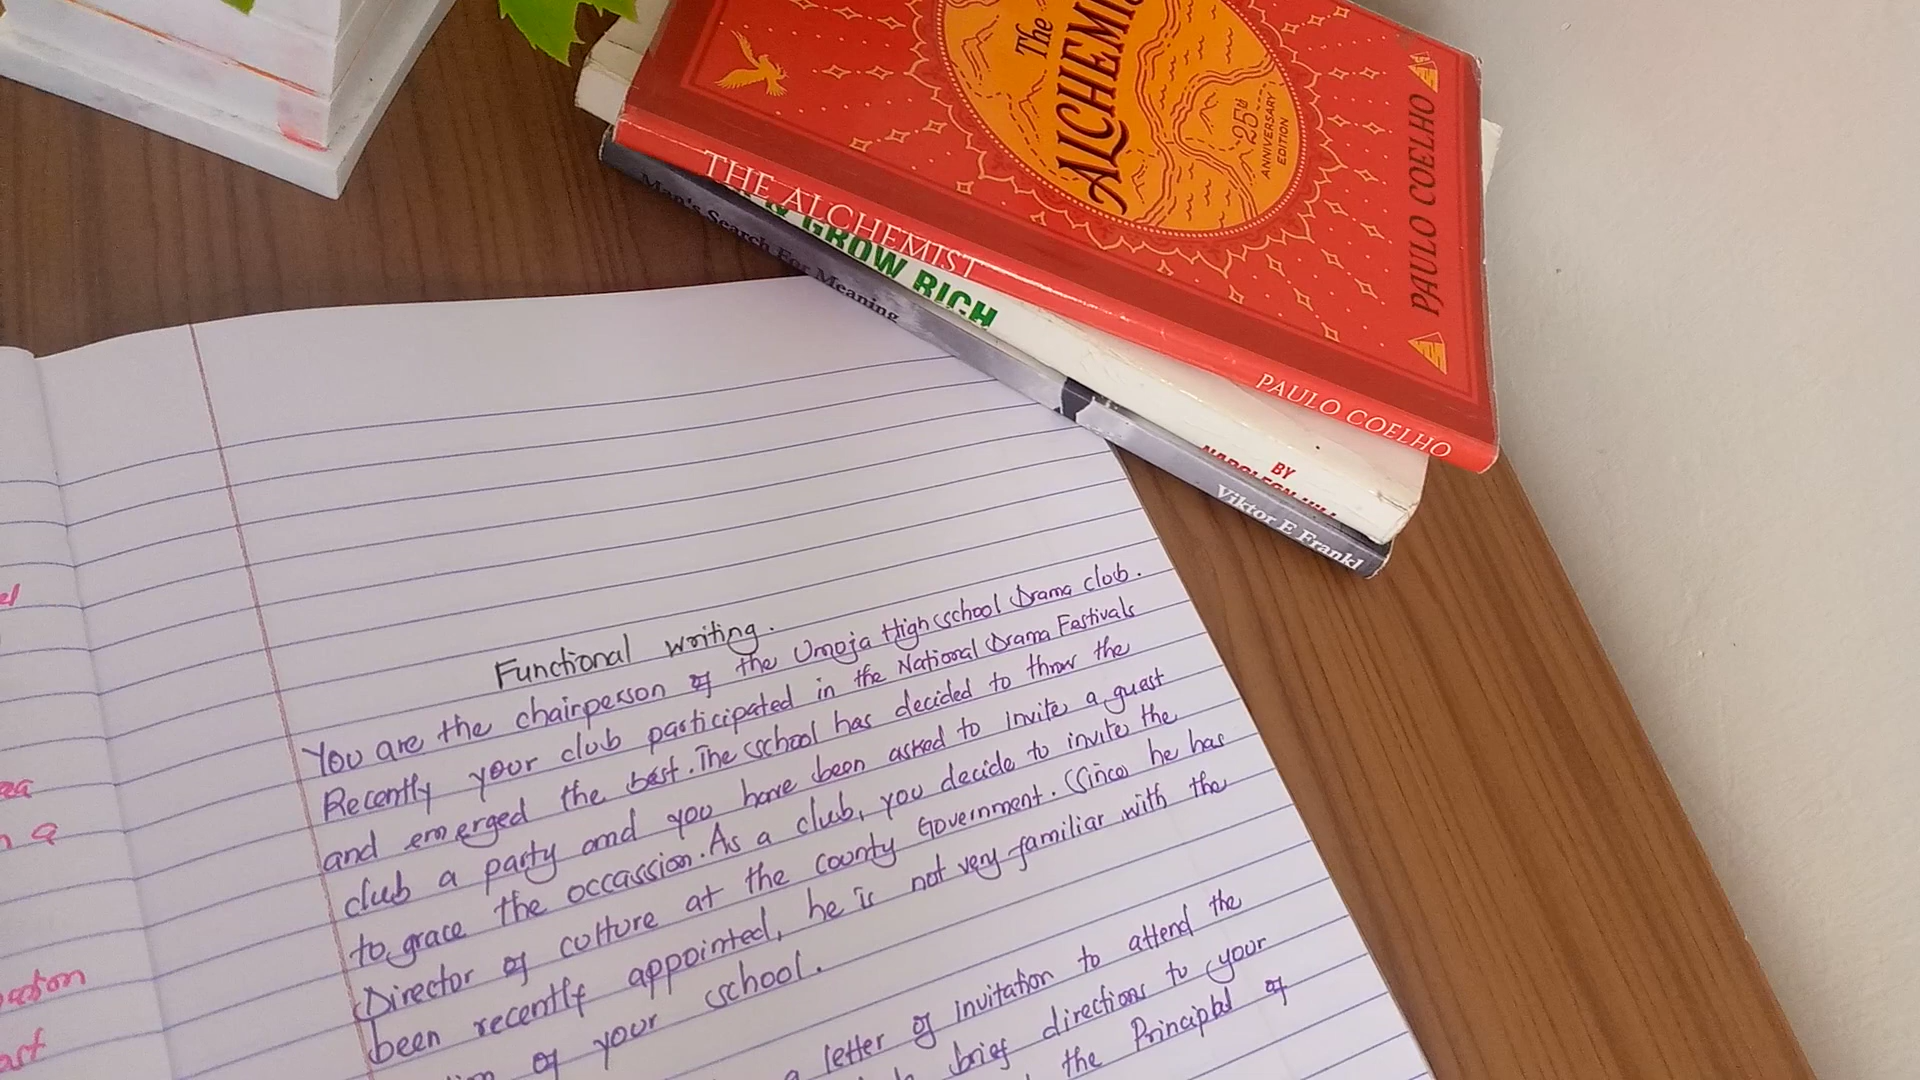 The
ALCHEMIS
25th
ANNIVERSARY
EDITION
PAULO COELHO
THE ALCHEMIST
PAULO COELHO
& GROW RICH
BY
NAPOLEON HILL
Man's Search For Meaning
Viktor E Frankl
Functional writing.
You are the chairperson of the Umoja High school Drama club.
Recently your club participated in the National Drama Festivals
and emerged the best. The school has decided to throw the
club a party and you have been asked to invite a guest
to grace the occassion. As a club, you decide to invite the
Director of culture at the county Government. Since he has
been recently appointed, he is not very familiar with the
of your school.
a letter of invitation to attend the
brief directions to your
the Principal of